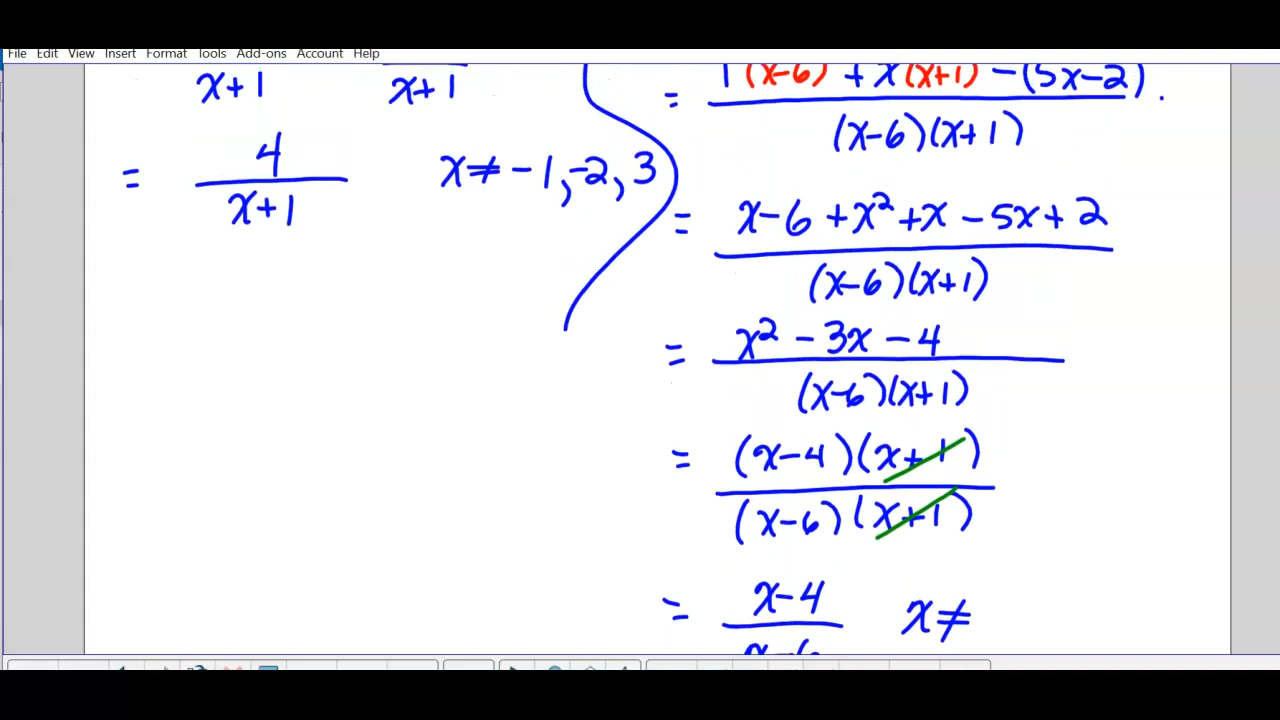 File Edit View Insert Format Tools Add-ons Account Help
x+1 x+1
= 4/(x+1) x ≠ -1, -2, 3
= (1(x-6) + x(x+1) - (5x-2))/((x-6)(x+1)).
= (x-6+x²+x-5x+2)/((x-6)(x+1))
= (x²-3x-4)/((x-6)(x+1))
= ((x-4)(x+1))/((x-6)(x+1))
= (x-4)/(x-6) x ≠